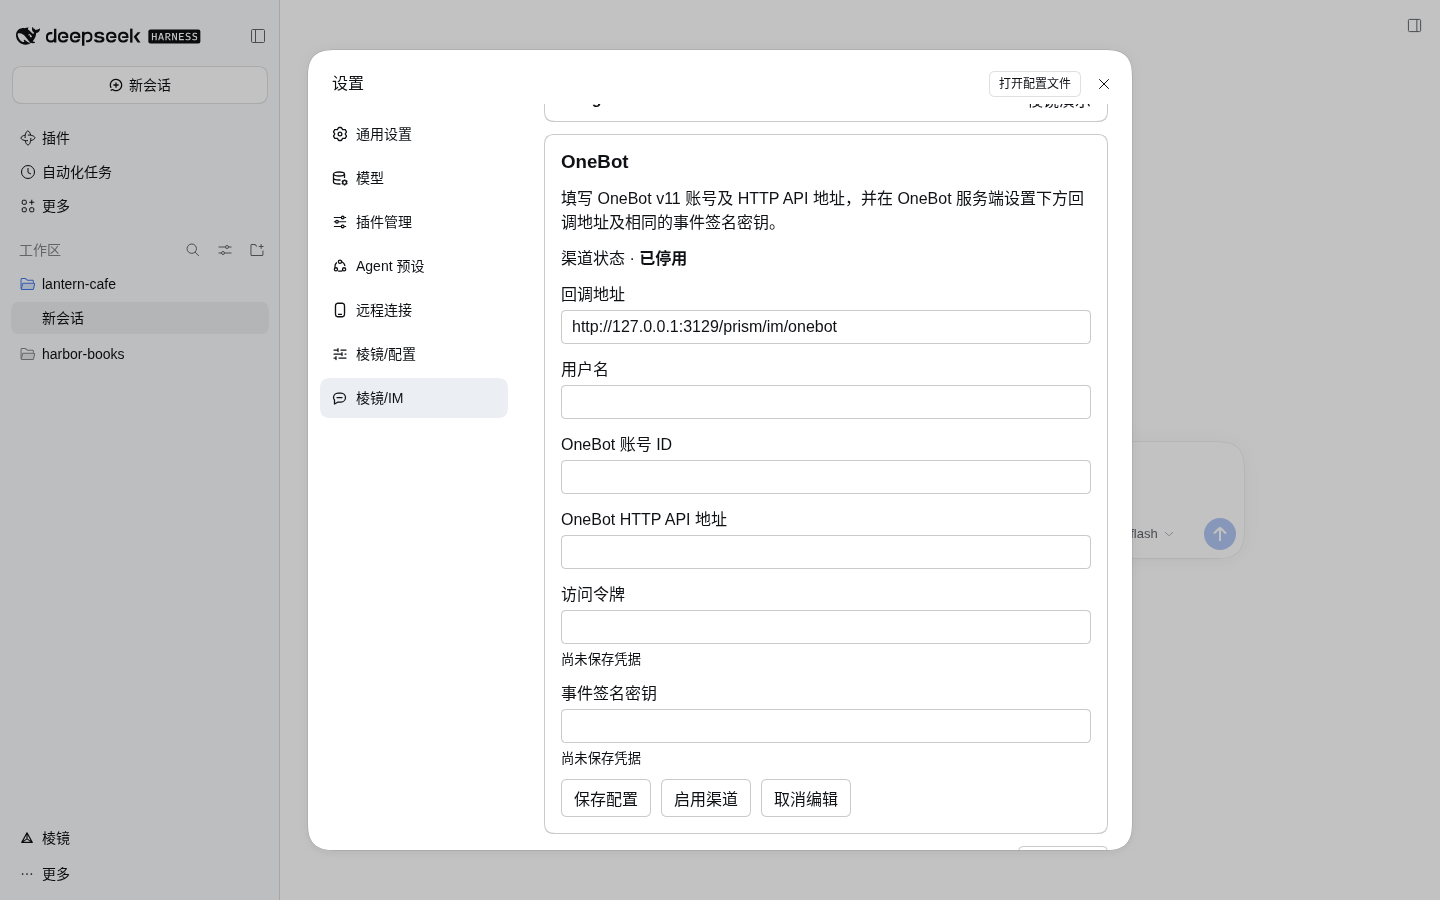 deepseek HARNESS
新会话
插件
自动化任务
更多
工作区
lantern-cafe
新会话
harbor-books
棱镜
更多
设置
打开配置文件
通用设置
模型
插件管理
Agent 预设
远程连接
棱镜/配置
棱镜/IM
OneBot
填写 OneBot v11 账号及 HTTP API 地址，并在 OneBot 服务端设置下方回
调地址及相同的事件签名密钥。
渠道状态 · 已停用
回调地址
http://127.0.0.1:3129/prism/im/onebot
用户名
OneBot 账号 ID
OneBot HTTP API 地址
访问令牌
尚未保存凭据
事件签名密钥
尚未保存凭据
保存配置
启用渠道
取消编辑
flash